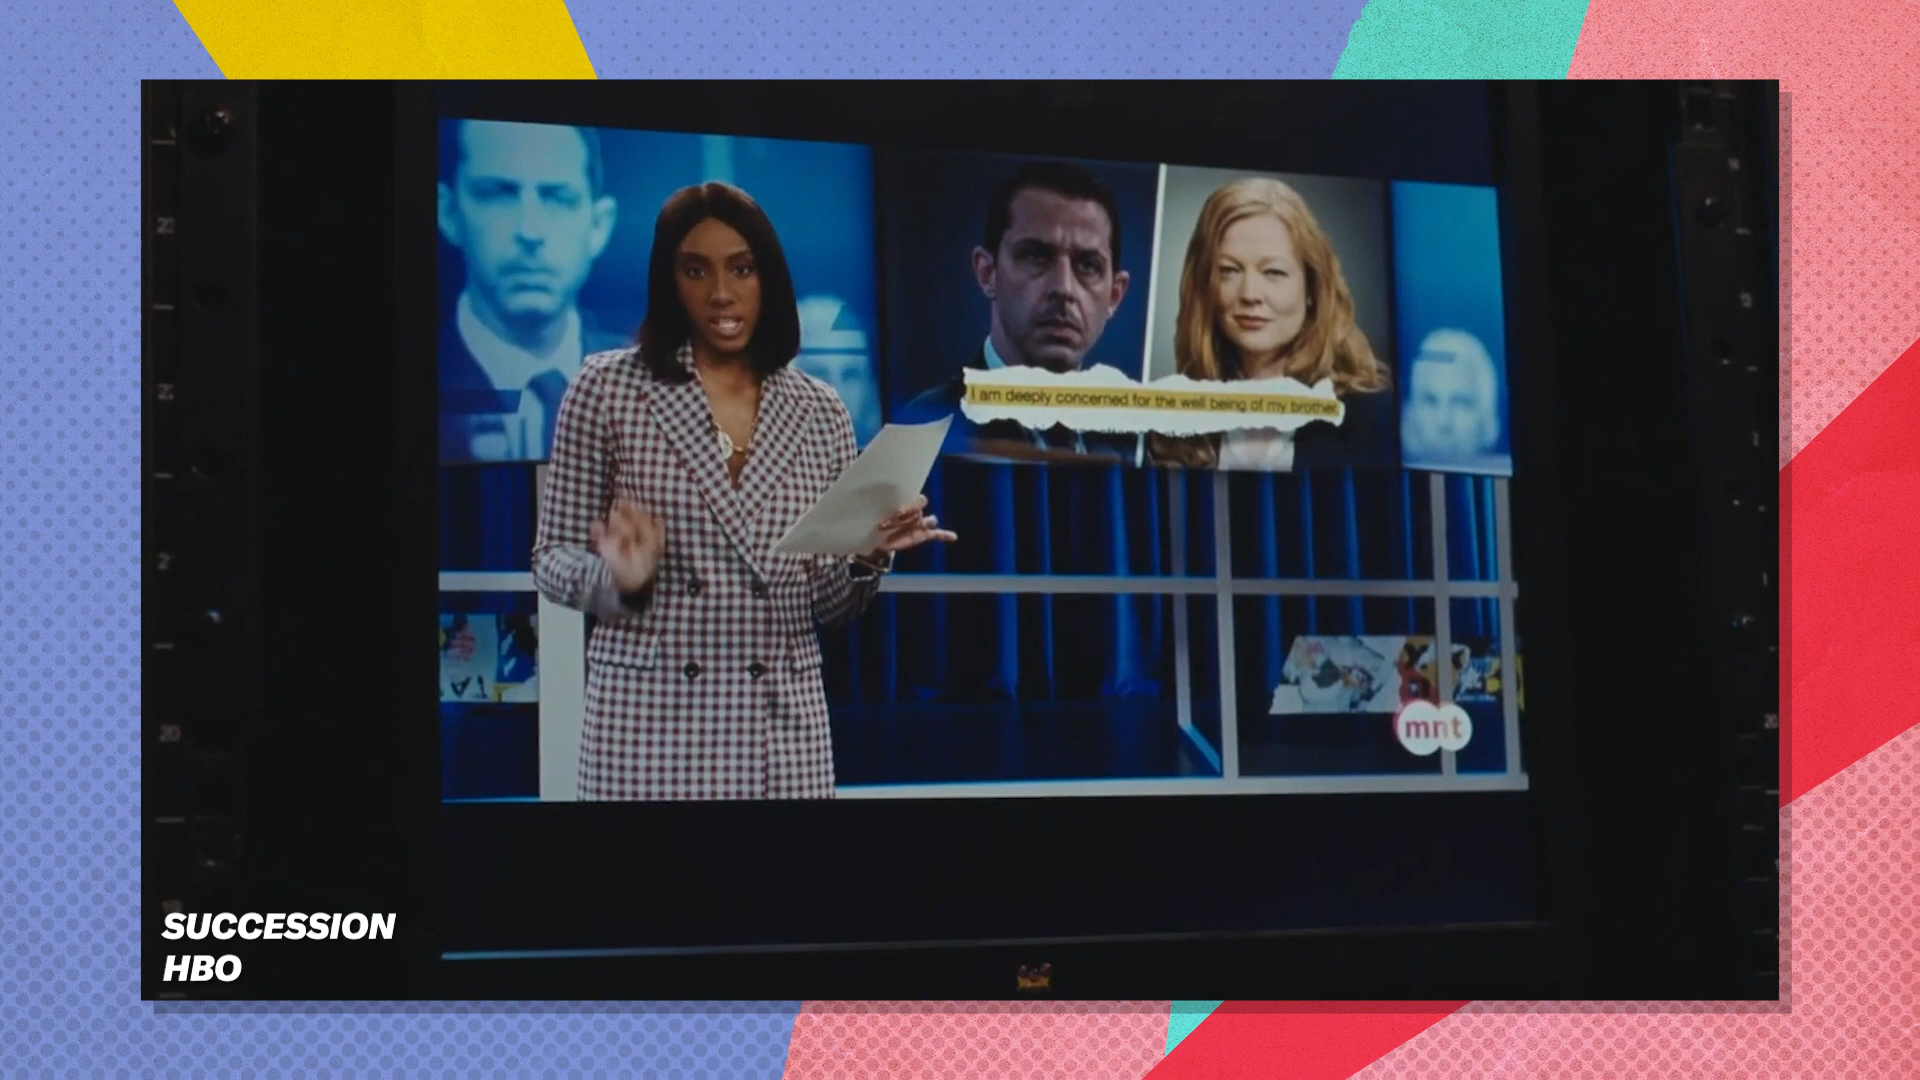 I am deeply concerned for the well being of my brother.
mnt
SUCCESSION
HBO